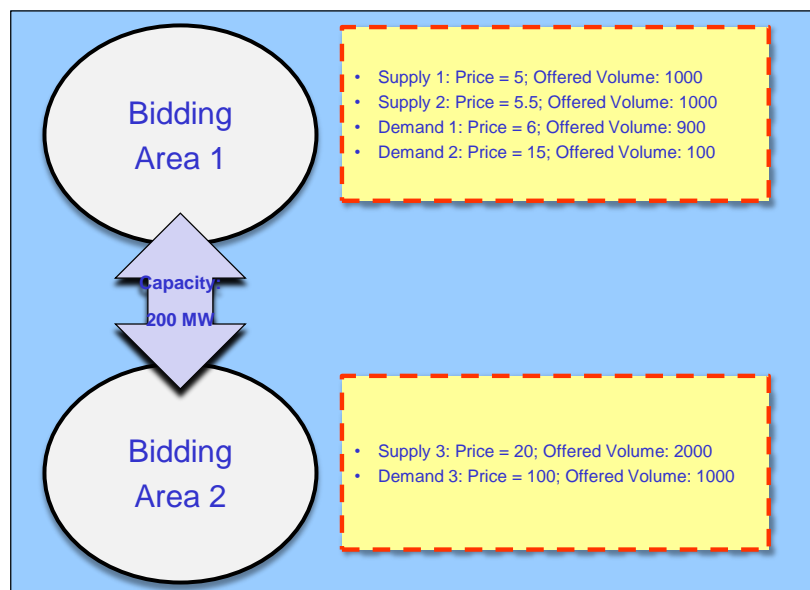 Bidding
Area 1
• Supply 1: Price = 5; Offered Volume: 1000
• Supply 2: Price = 5.5; Offered Volume: 1000
• Demand 1: Price = 6; Offered Volume: 900
• Demand 2: Price = 15; Offered Volume: 100
Capacity:
200 MW
Bidding
Area 2
• Supply 3: Price = 20; Offered Volume: 2000
• Demand 3: Price = 100; Offered Volume: 1000